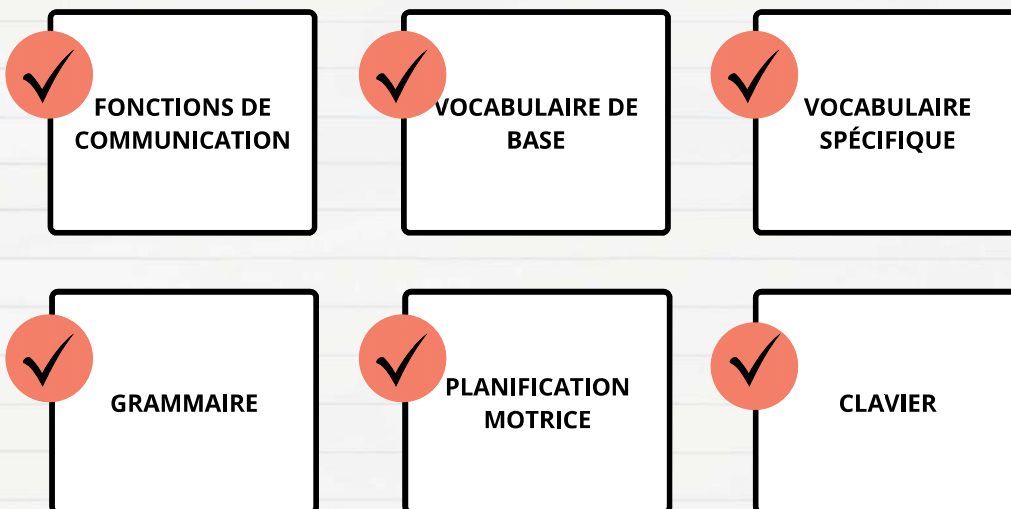 FONCTIONS DE
COMMUNICATION
VOCABULAIRE DE
BASE
VOCABULAIRE
SPÉCIFIQUE
GRAMMAIRE
PLANIFICATION
MOTRICE
CLAVIER